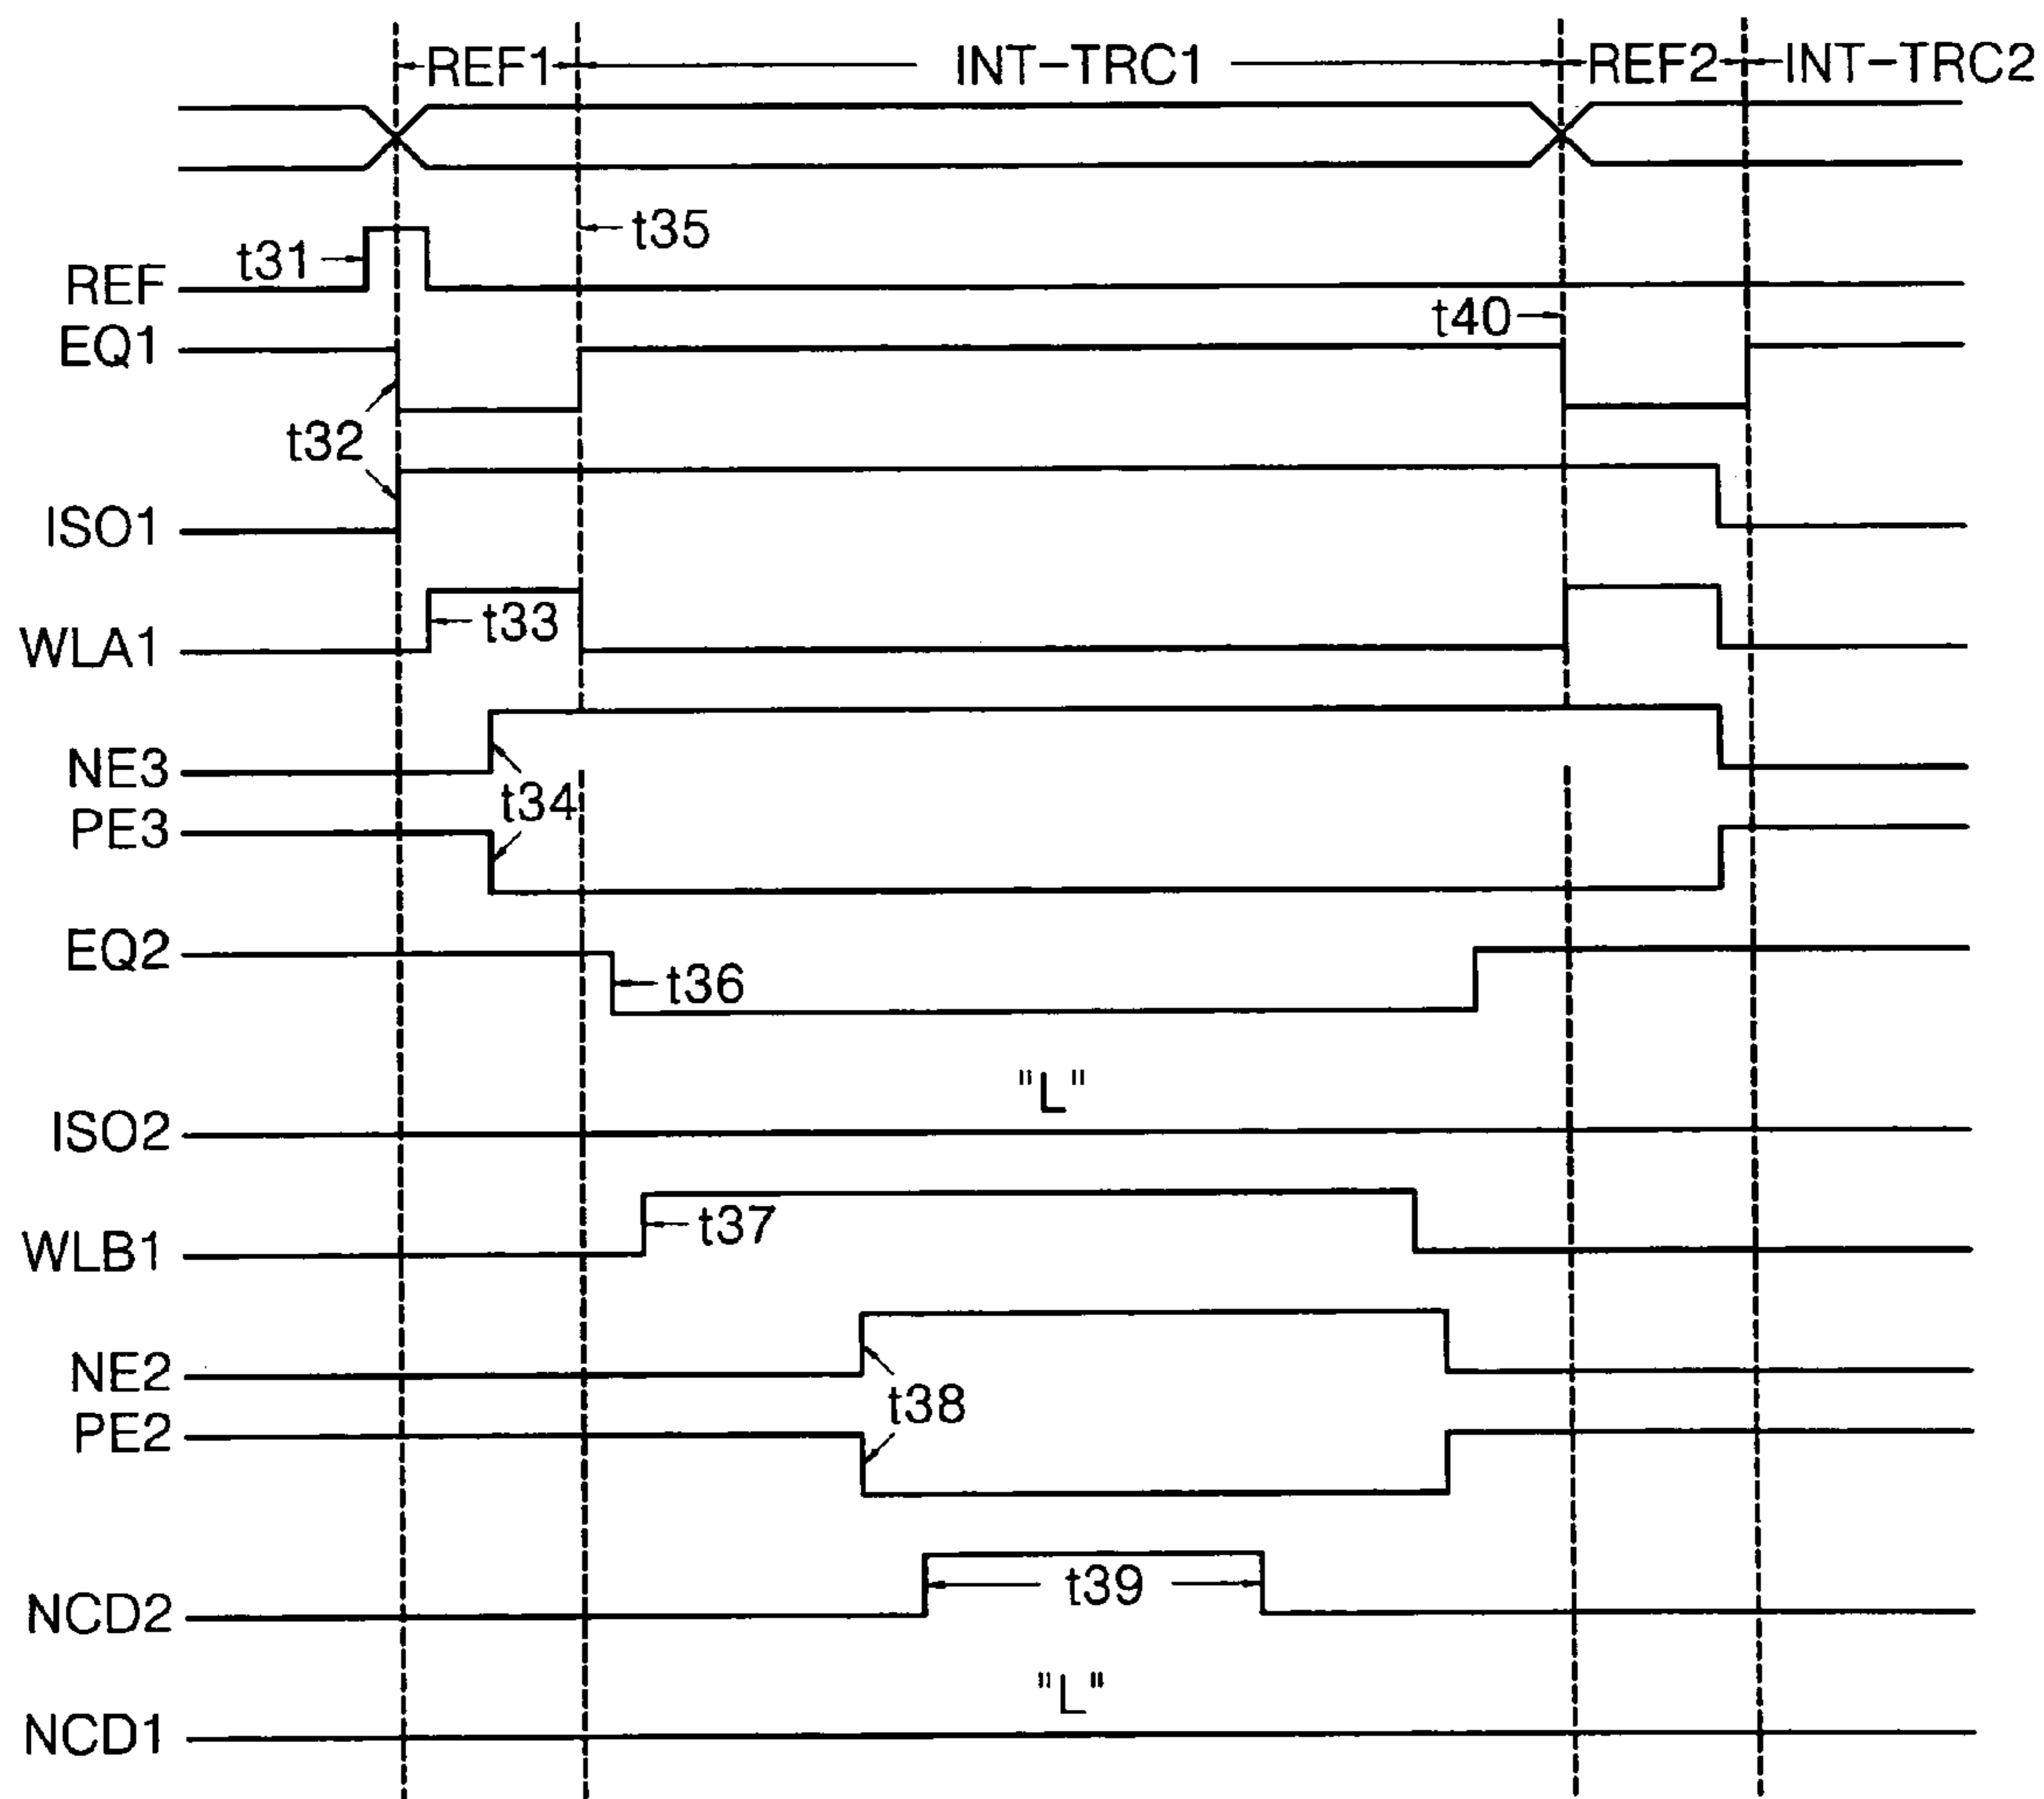 REF1 INT-TRC1 REF2 INT-TRC2
t35
t31
REF
t40
EQ1
t32
ISO1
t33
WLA1
NE3
t34
PE3
EQ2
t36
"L"
ISO2
t37
WLB1
NE2
t38
PE2
t39
NCD2
"L"
NCD1